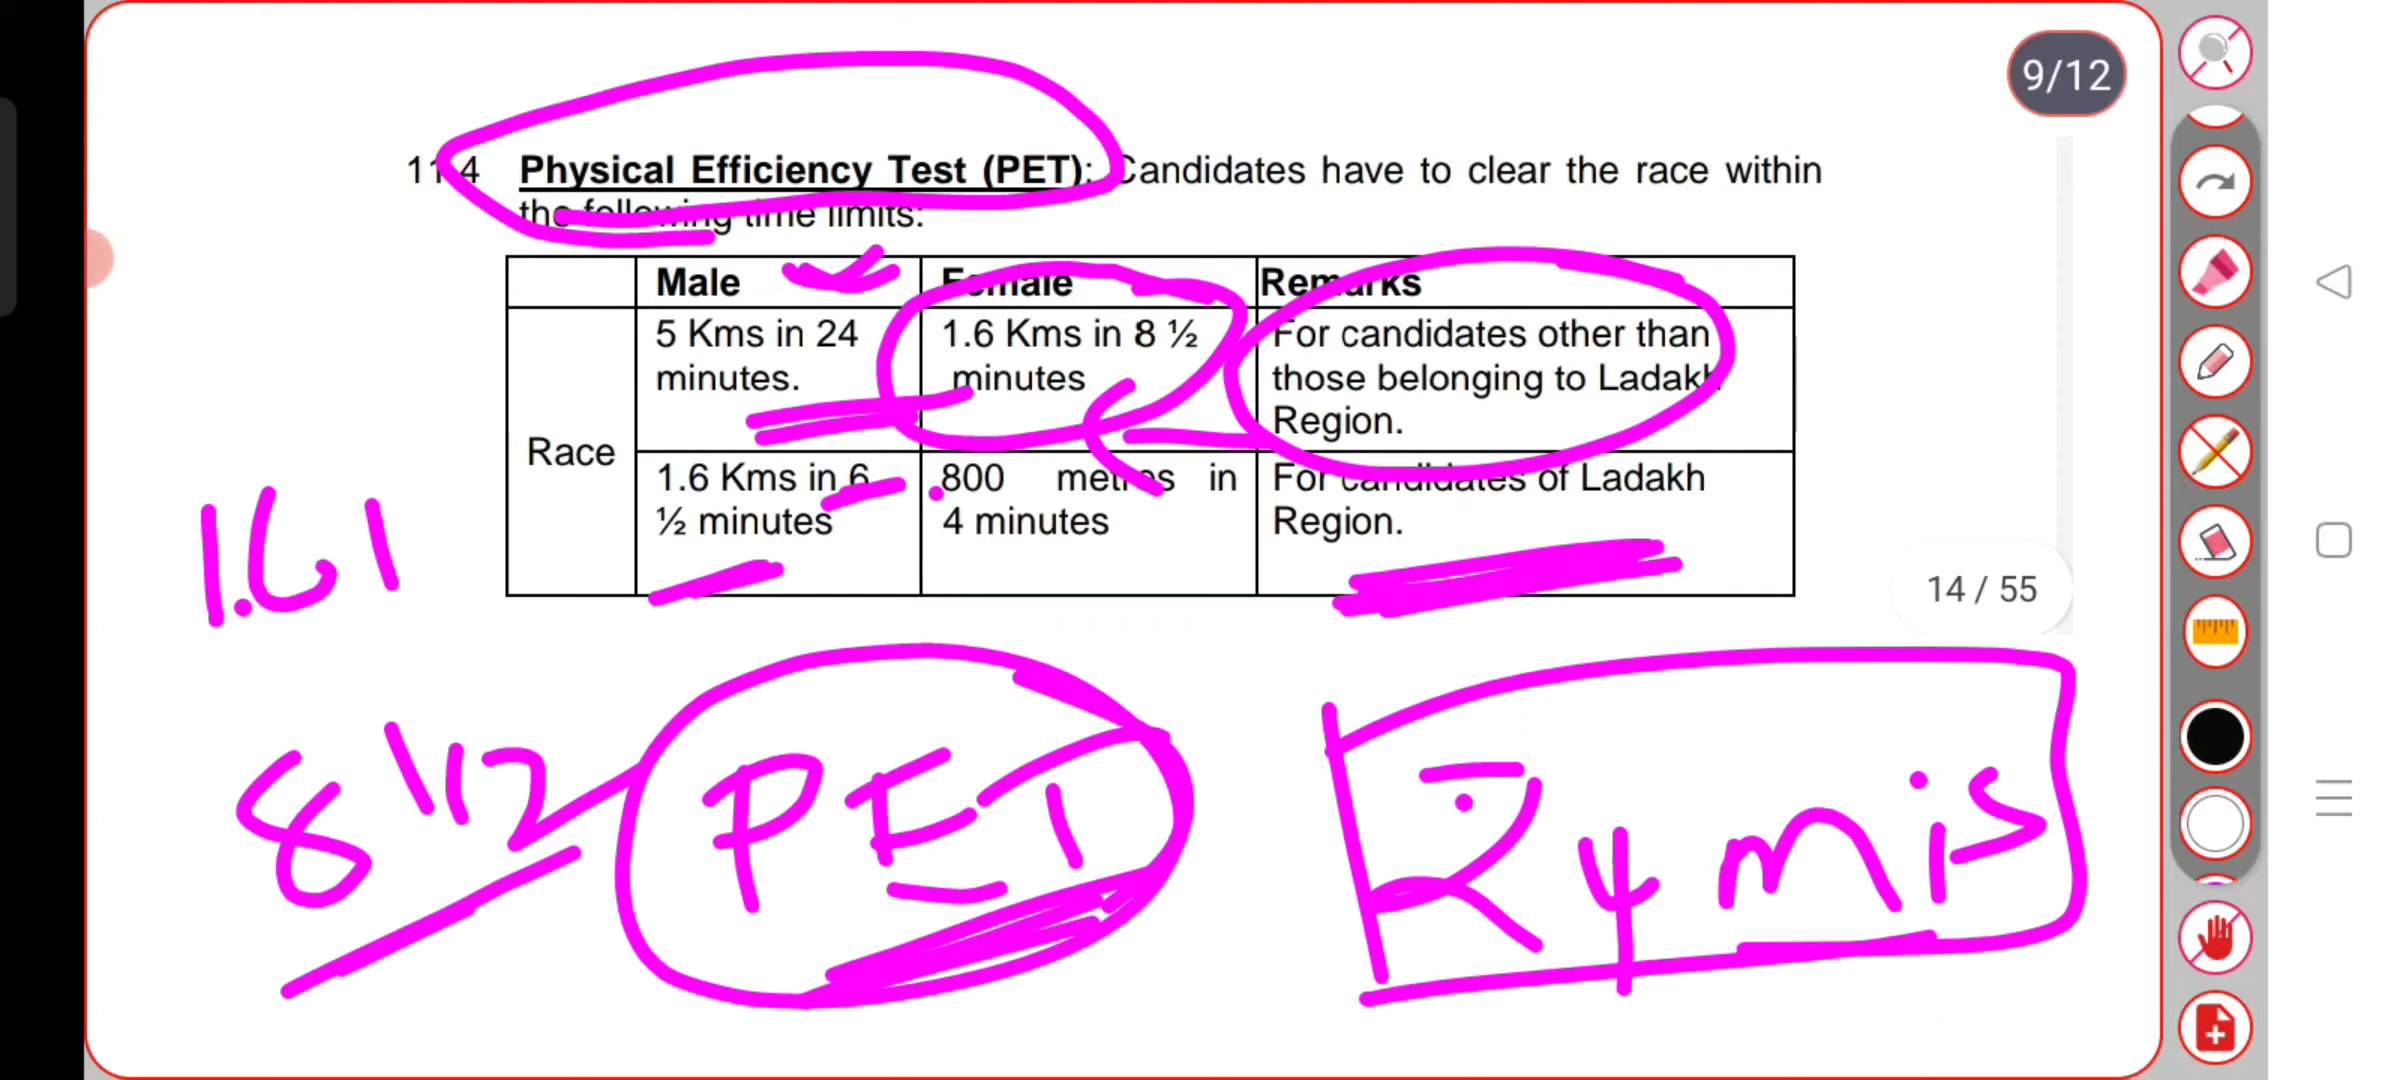 9/12
11.4 Physical Efficiency Test (PET): Candidates have to clear the race within
the following time limits:
Male Female Remarks
Race
5 Kms in 24
minutes.
1.6 Kms in 8 ½
minutes
For candidates other than
those belonging to Ladakh
Region.
1.6 Kms in 6
½ minutes
800 metres in
4 minutes
For candidates of Ladakh
Region.
14 / 55
8 1/2
PET
24 mis